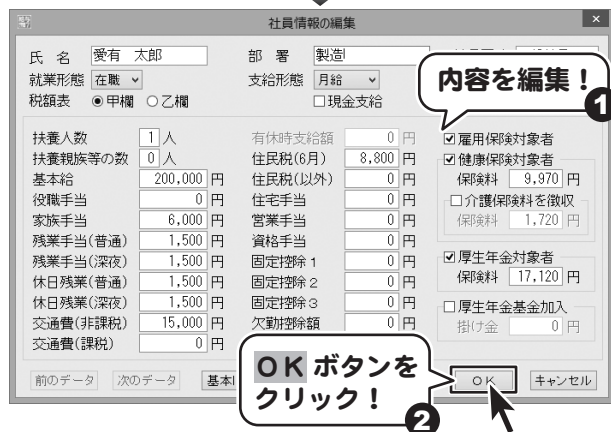 社員情報の編集
×
氏 名 愛有 太郎 部 署 製造
就業形態 在職 支給形態 月給
税額表 ●甲欄 ○乙欄 □現金支給
内容を編集！
1
扶養人数 1 人 有休時支給額 0 円 ☑雇用保険対象者
扶養親族等の数 0 人 住民税(6月) 8,800 円 ☑健康保険対象者
基本給 200,000 円 住民税(以外) 0 円 保険料 9,970 円
役職手当 0 円 住宅手当 0 円 □介護保険料を徴収
家族手当 6,000 円 営業手当 0 円 保険料 1,720 円
残業手当(普通) 1,500 円 資格手当 0 円
残業手当(深夜) 1,500 円 固定控除１ 0 円 ☑厚生年金対象者
休日残業(普通) 1,500 円 固定控除２ 0 円 保険料 17,120 円
休日残業(深夜) 1,500 円 固定控除３ 0 円 □厚生年金基金加入
交通費(非課税) 15,000 円 欠勤控除額 0 円 掛け金 0 円
交通費(課税) 0 円
前のデータ 次のデータ 基本 ＯＫ キャンセル
ＯＫボタンを
クリック！
2